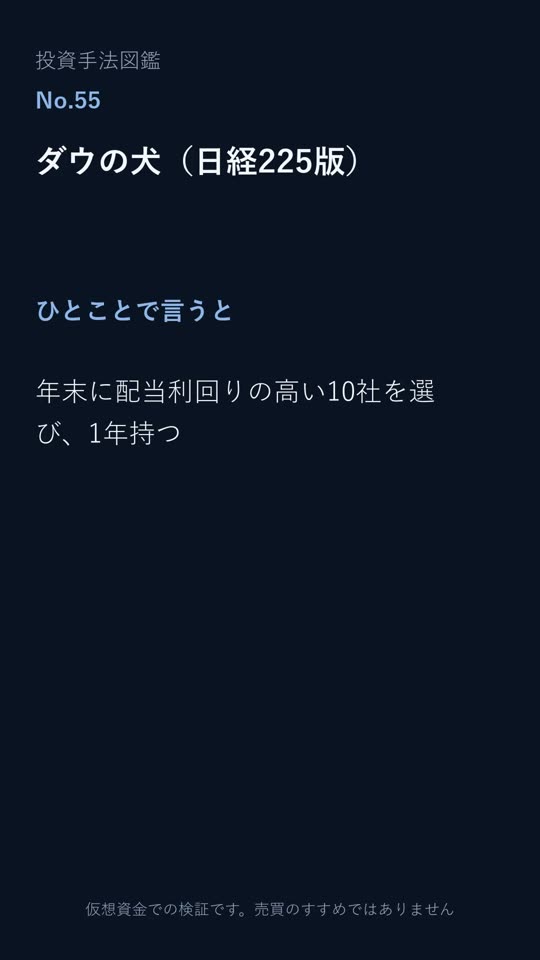 投資手法図鑑
No.55
ダウの犬（日経225版）
ひとことで言うと
年末に配当利回りの高い10社を選
び、1年持つ
仮想資金での検証です。売買のすすめではありません